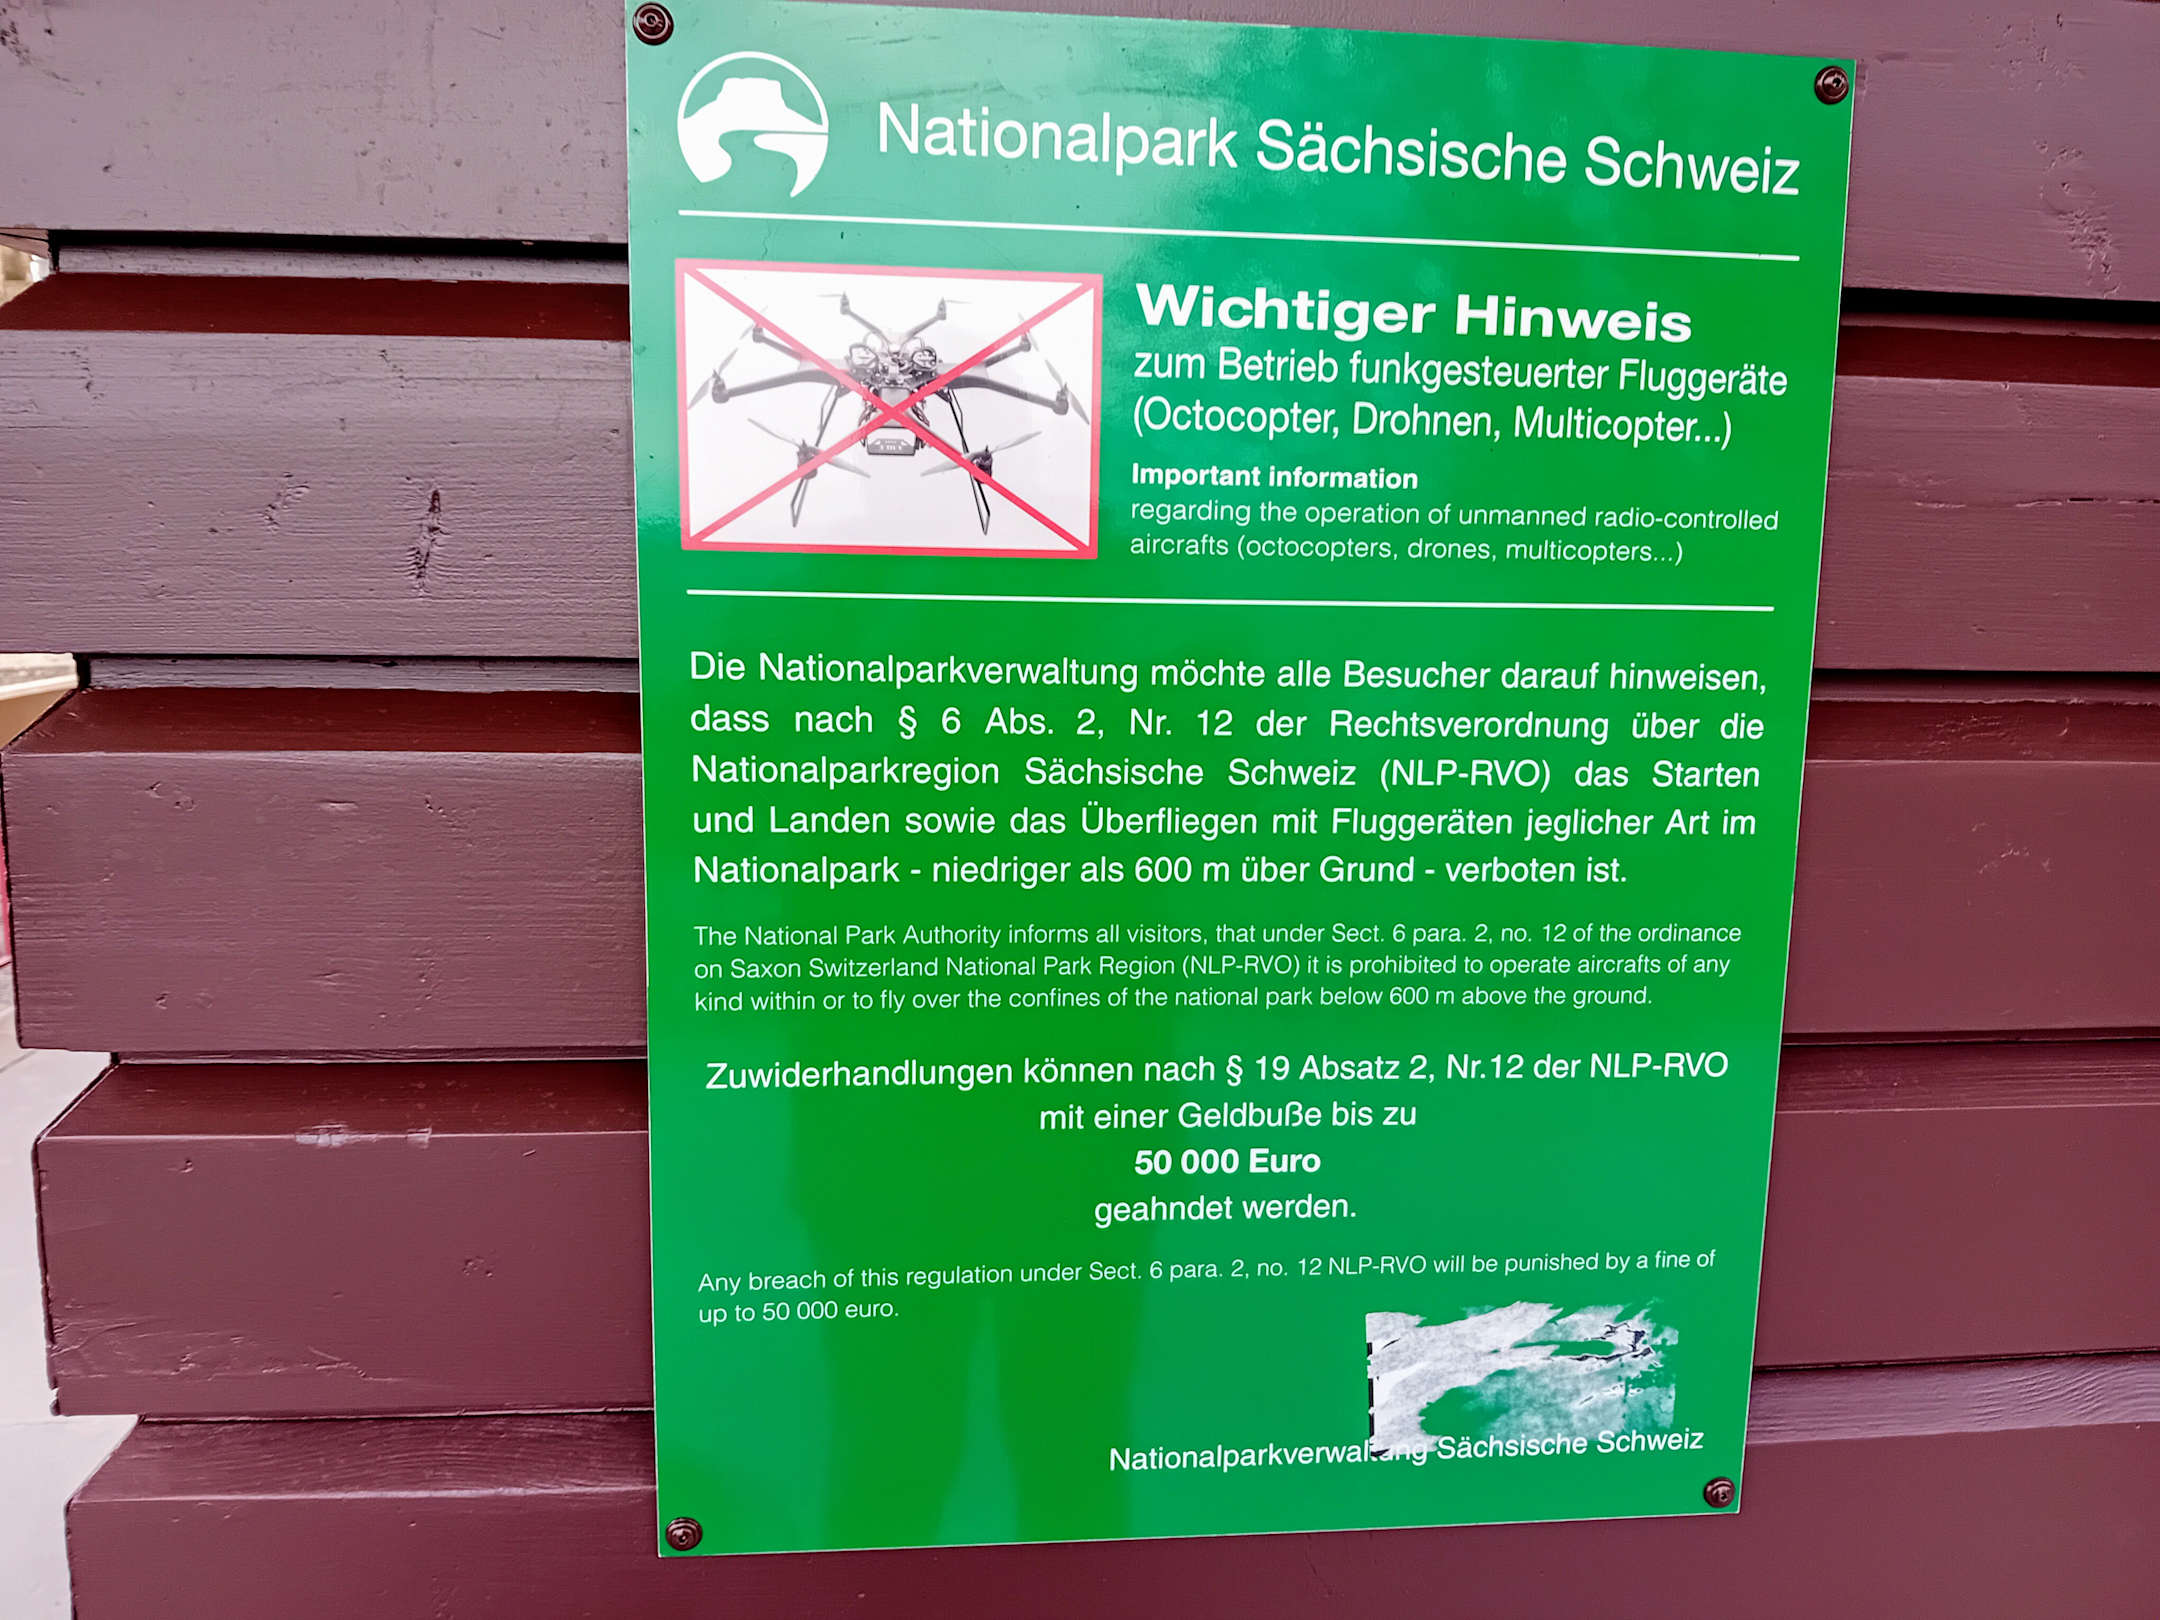 Nationalpark Sächsische Schweiz
Wichtiger Hinweis
zum Betrieb funkgesteuerter Fluggeräte
(Octocopter, Drohnen, Multicopter...)
Important information
regarding the operation of unmanned radio-controlled
aircrafts (octocopters, drones, multicopters...)
Die Nationalparkverwaltung möchte alle Besucher darauf hinweisen,
dass nach § 6 Abs. 2, Nr. 12 der Rechtsverordnung über die
Nationalparkregion Sächsische Schweiz (NLP-RVO) das Starten
und Landen sowie das Überfliegen mit Fluggeräten jeglicher Art im
Nationalpark - niedriger als 600 m über Grund - verboten ist.
The National Park Authority informs all visitors, that under Sect. 6 para. 2, no. 12 of the ordinance
on Saxon Switzerland National Park Region (NLP-RVO) it is prohibited to operate aircrafts of any
kind within or to fly over the confines of the national park below 600 m above the ground.
Zuwiderhandlungen können nach § 19 Absatz 2, Nr.12 der NLP-RVO
mit einer Geldbuße bis zu
50 000 Euro
geahndet werden.
Any breach of this regulation under Sect. 6 para. 2, no. 12 NLP-RVO will be punished by a fine of
up to 50 000 euro.
Nationalparkverwaltung Sächsische Schweiz